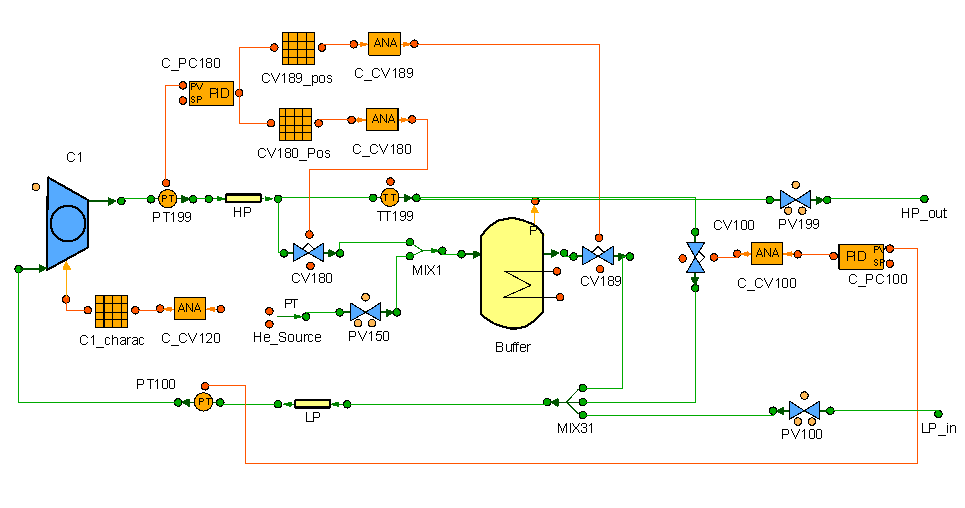 ANA
C_PC180
CV189_pos
C_CV189
PV
SP
PID
ANA
CV180_Pos
C_CV180
C1
PT
PT199
HP
TT
TT199
PV199
HP_out
P
CV180
MIX1
CV189
CV100
ANA
C_CV100
PID
PV
SP
C_PC100
ANA
C1_charac
C_CV120
PT
He_Source
PV150
Buffer
PT100
PT
LP
MIX31
PV100
LP_in